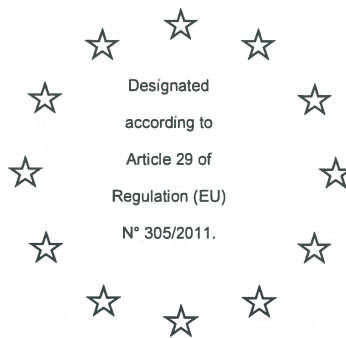 Designated
according to
Article 29 of
Regulation (EU)
N° 305/2011.